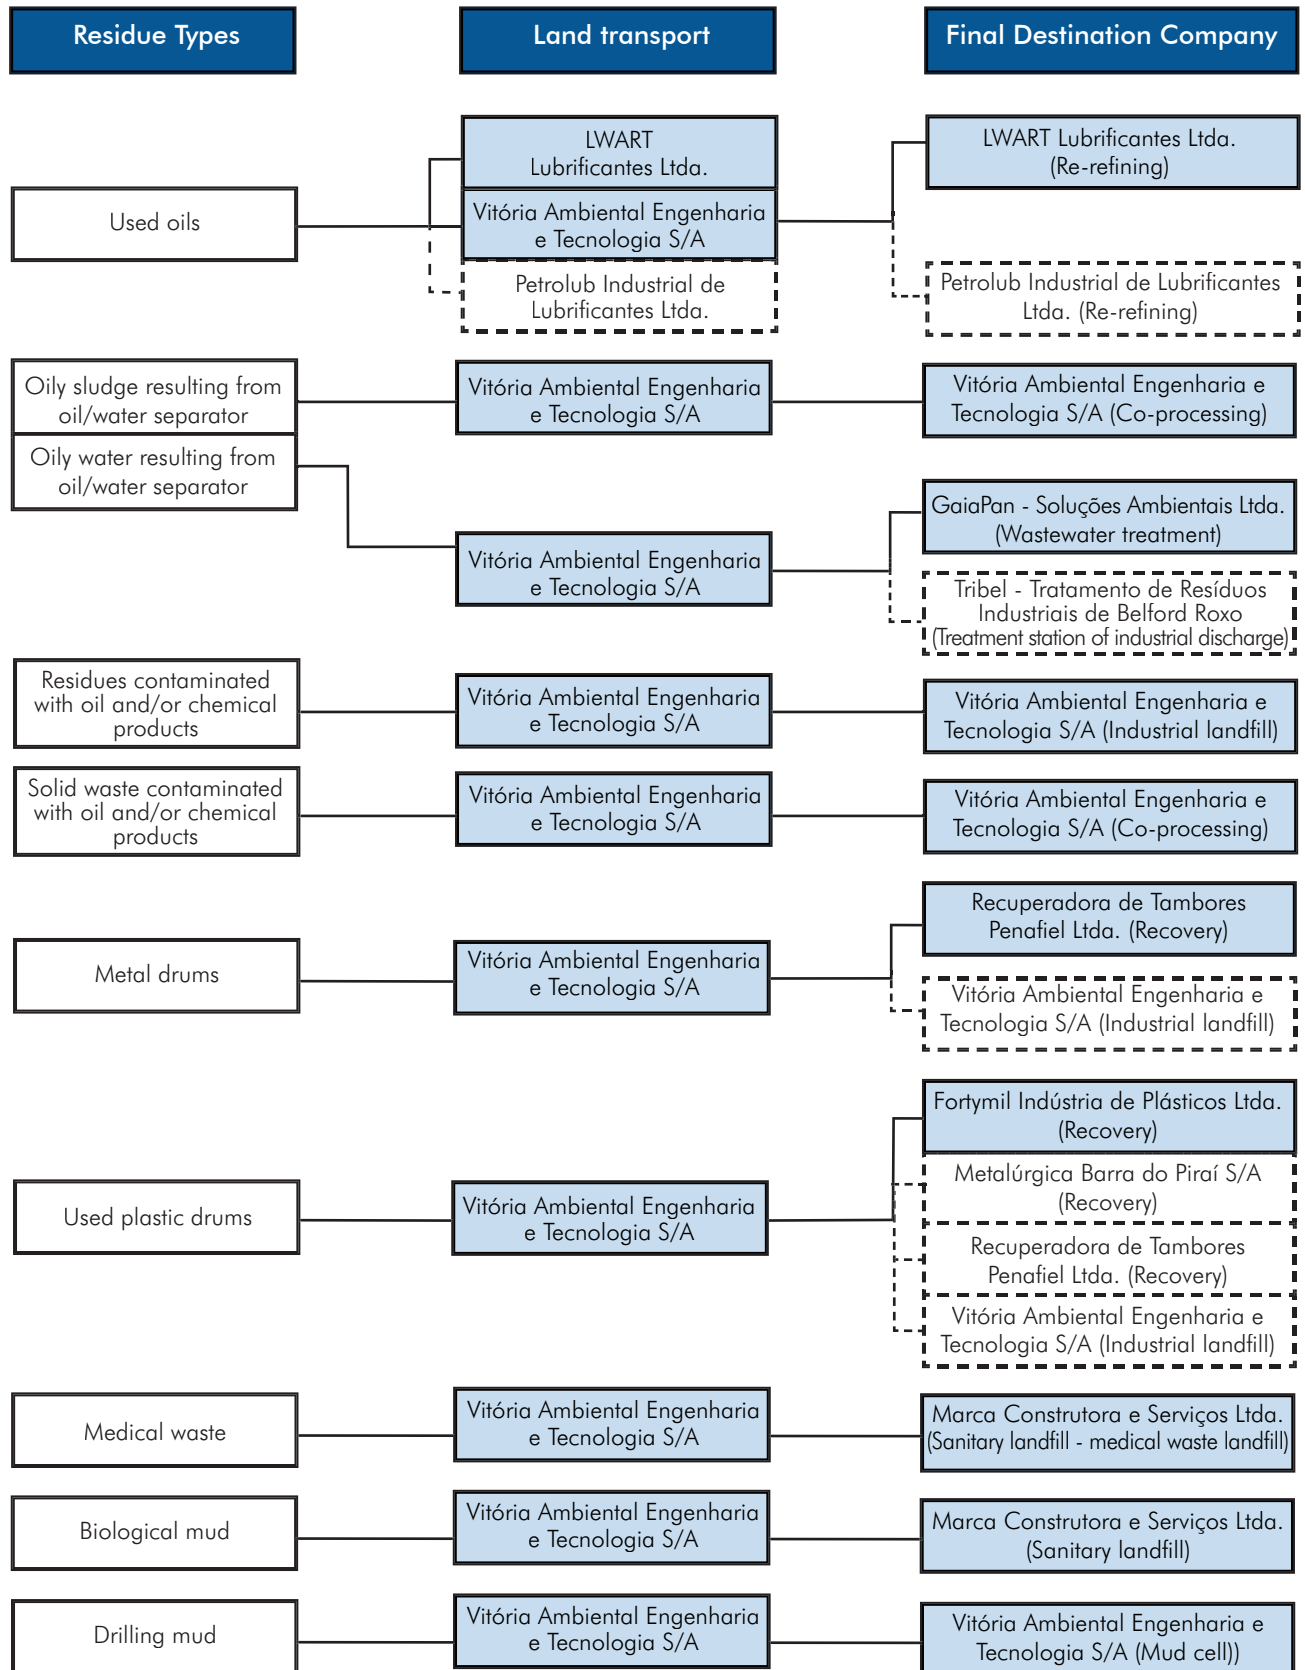 Residue Types
Land transport
Final Destination Company
Used oils
LWART
Lubrificantes Ltda.
Vitória Ambiental Engenharia
e Tecnologia S/A
Petrolub Industrial de
Lubrificantes Ltda.
LWART Lubrificantes Ltda.
(Re-refining)
Petrolub Industrial de Lubrificantes
Ltda. (Re-refining)
Oily sludge resulting from
oil/water separator
Vitória Ambiental Engenharia
e Tecnologia S/A
Vitória Ambiental Engenharia e
Tecnologia S/A (Co-processing)
Oily water resulting from
oil/water separator
Vitória Ambiental Engenharia
e Tecnologia S/A
GaiaPan - Soluções Ambientais Ltda.
(Wastewater treatment)
Tribel - Tratamento de Resíduos
Industriais de Belford Roxo
(Treatment station of industrial discharge)
Residues contaminated
with oil and/or chemical
products
Vitória Ambiental Engenharia
e Tecnologia S/A
Vitória Ambiental Engenharia e
Tecnologia S/A (Industrial landfill)
Solid waste contaminated
with oil and/or chemical
products
Vitória Ambiental Engenharia
e Tecnologia S/A
Vitória Ambiental Engenharia e
Tecnologia S/A (Co-processing)
Metal drums
Vitória Ambiental Engenharia
e Tecnologia S/A
Recuperadora de Tambores
Penafiel Ltda. (Recovery)
Vitória Ambiental Engenharia e
Tecnologia S/A (Industrial landfill)
Used plastic drums
Vitória Ambiental Engenharia
e Tecnologia S/A
Fortymil Indústria de Plásticos Ltda.
(Recovery)
Metalúrgica Barra do Piraí S/A
(Recovery)
Recuperadora de Tambores
Penafiel Ltda. (Recovery)
Vitória Ambiental Engenharia e
Tecnologia S/A (Industrial landfill)
Medical waste
Vitória Ambiental Engenharia
e Tecnologia S/A
Marca Construtora e Serviços Ltda.
(Sanitary landfill - medical waste landfill)
Biological mud
Vitória Ambiental Engenharia
e Tecnologia S/A
Marca Construtora e Serviços Ltda.
(Sanitary landfill)
Drilling mud
Vitória Ambiental Engenharia
e Tecnologia S/A
Vitória Ambiental Engenharia e
Tecnologia S/A (Mud cell))